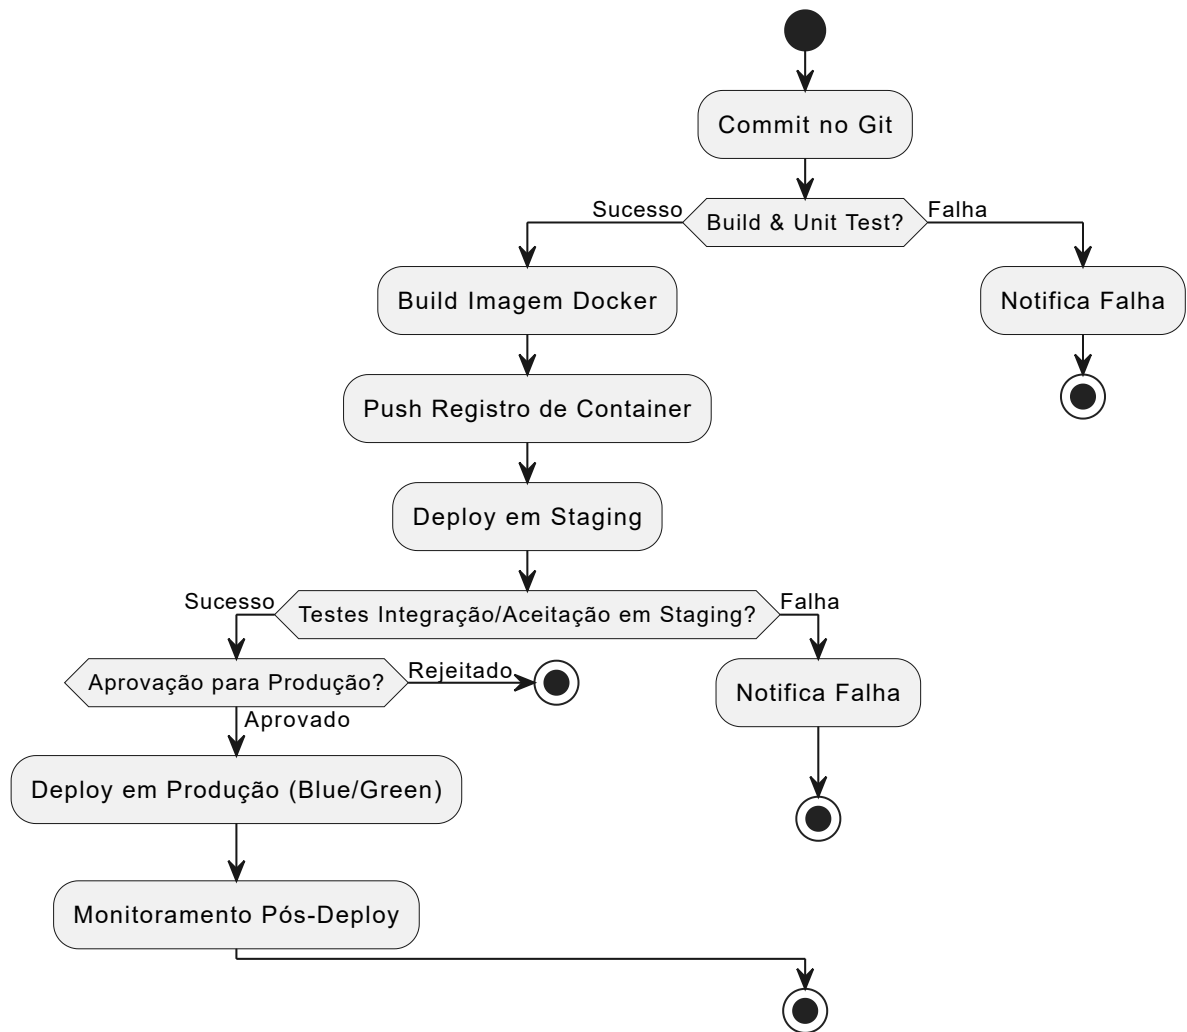 Commit no Git
Sucesso
Build & Unit Test?
Falha
Build Imagem Docker
Notifica Falha
Push Registro de Container
Deploy em Staging
Sucesso
Testes Integração/Aceitação em Staging?
Falha
Aprovação para Produção?
Rejeitado
Notifica Falha
Aprovado
Deploy em Produção (Blue/Green)
Monitoramento Pós-Deploy